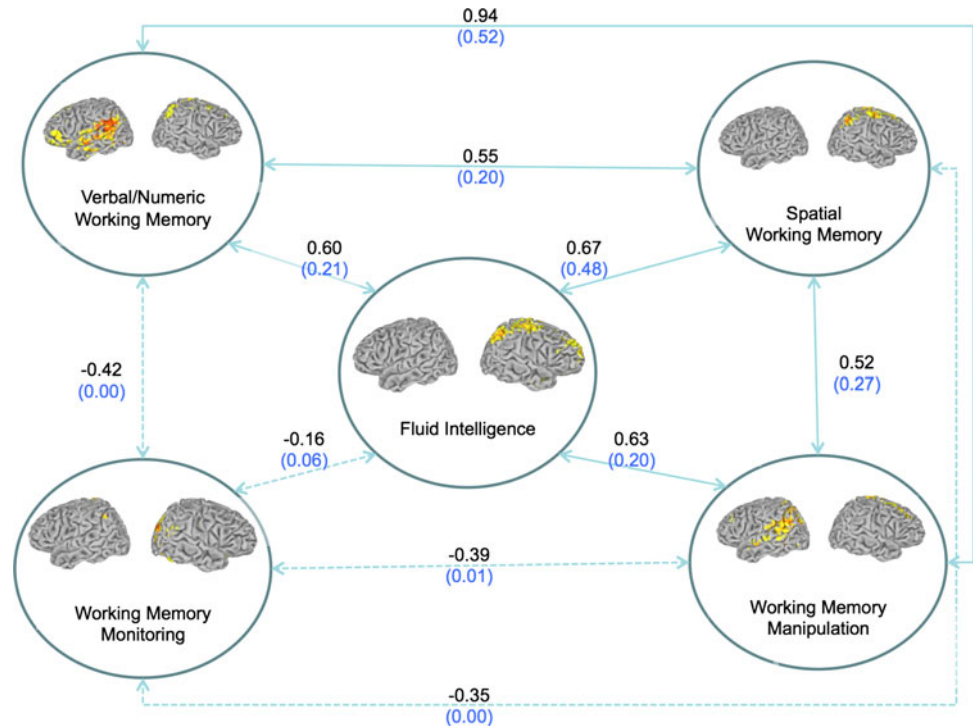 0.94
(0.52)
Verbal/Numeric
Working Memory
0.55
(0.20)
Spatial
Working Memory
0.60
(0.21)
0.67
(0.48)
-0.42
(0.00)
Fluid Intelligence
0.52
(0.27)
-0.16
(0.06)
0.63
(0.20)
Working Memory
Monitoring
-0.39
(0.01)
Working Memory
Manipulation
-0.35
(0.00)